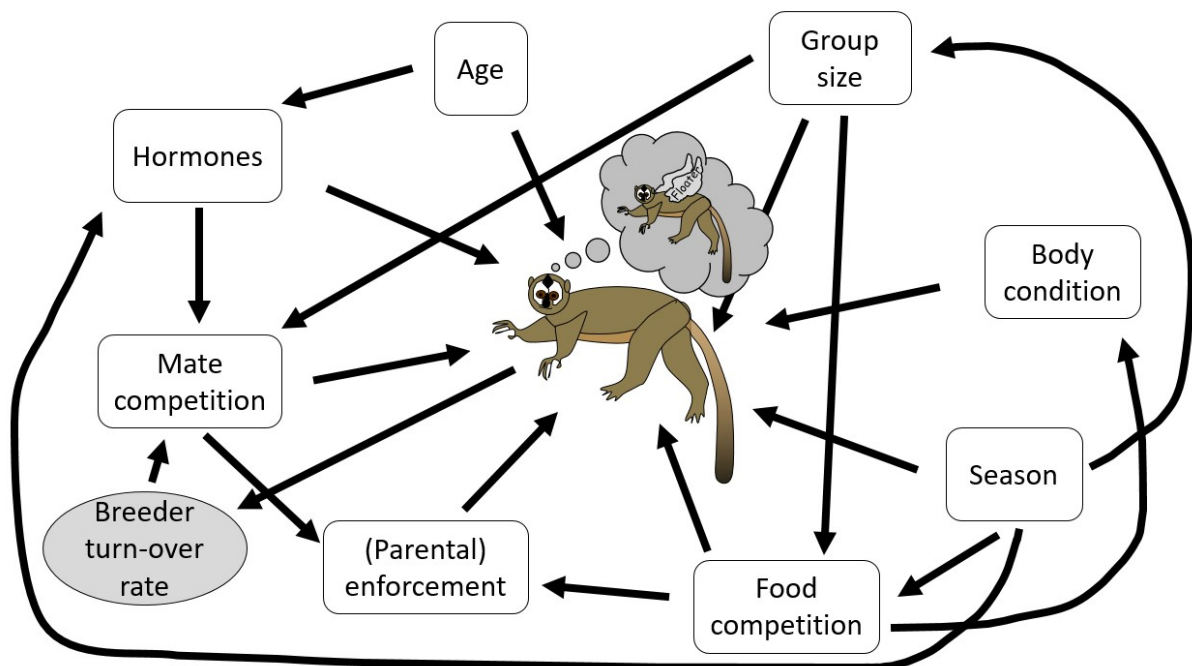 Age
Group
size
Hormones
Floater
Body
condition
Mate
competition
Season
Breeder
turn-over
rate
(Parental)
enforcement
Food
competition